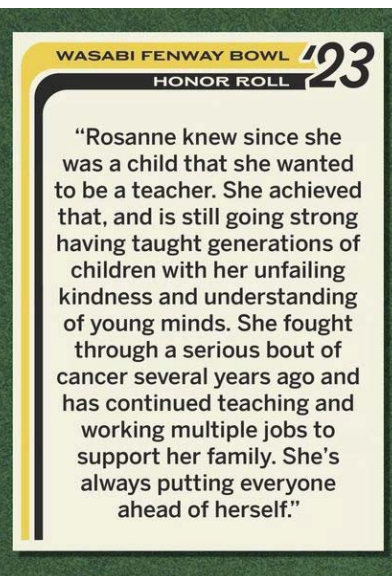 WASABI FENWAY BOWL '23
HONOR ROLL
“Rosanne knew since she
was a child that she wanted
to be a teacher. She achieved
that, and is still going strong
having taught generations of
children with her unfailing
kindness and understanding
of young minds. She fought
through a serious bout of
cancer several years ago and
has continued teaching and
working multiple jobs to
support her family. She’s
always putting everyone
ahead of herself.”